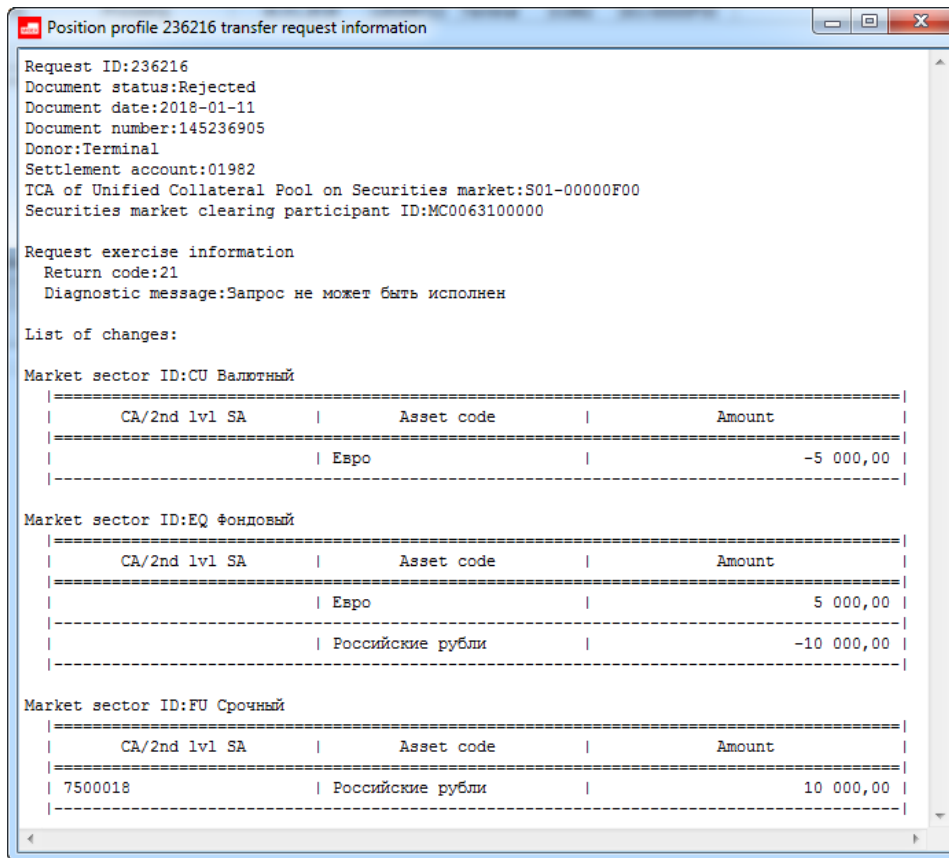 Position profile 236216 transfer request information
Request ID:236216
Document status:Rejected
Document date:2018-01-11
Document number:145236905
Donor:Terminal
Settlement account:01982
TCA of Unified Collateral Pool on Securities market:S01-00000F00
Securities market clearing participant ID:MC0063100000
Request exercise information
Return code:21
Diagnostic message:Запрос не может быть исполнен
List of changes:
Market sector ID:CU Валютный
CA/2nd lvl SA | Asset code | Amount
| Евро | -5 000,00
Market sector ID:EQ Фондовый
CA/2nd lvl SA | Asset code | Amount
| Евро | 5 000,00
| Российские рубли | -10 000,00
Market sector ID:FU Срочный
CA/2nd lvl SA | Asset code | Amount
7500018 | Российские рубли | 10 000,00